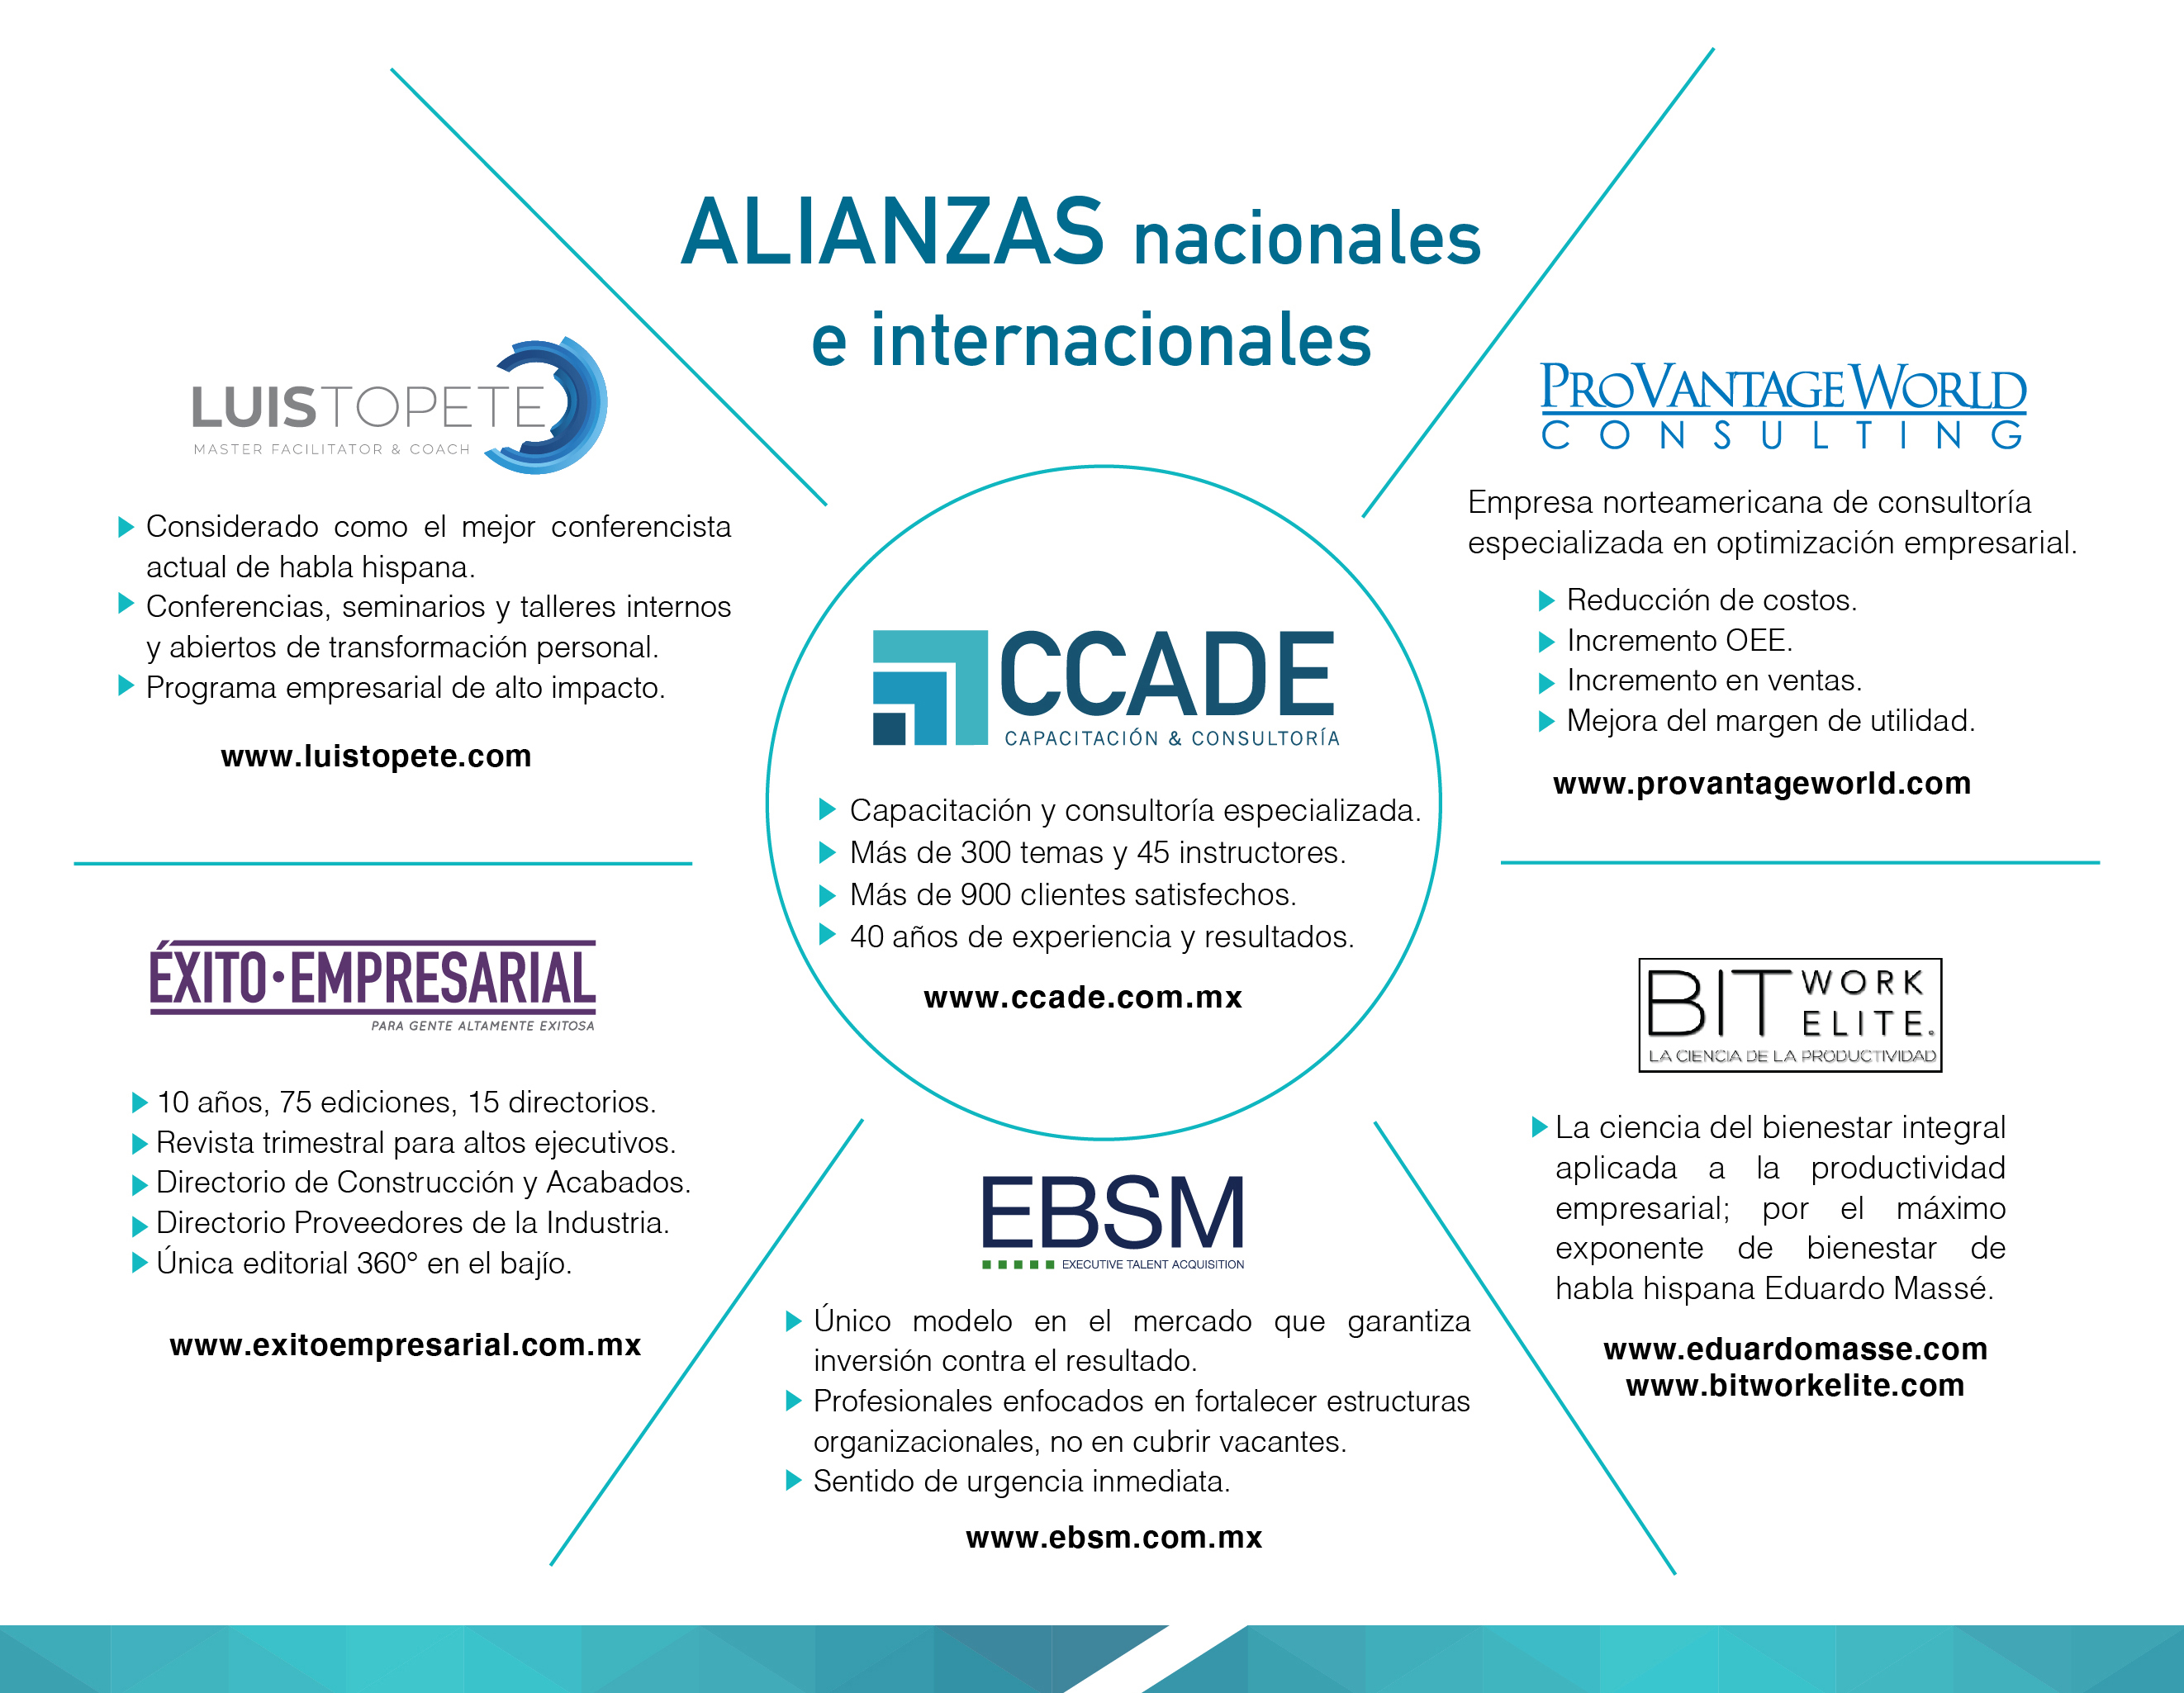 ALIANZAS nacionales
e internacionales
LUISTOPETE
MASTER FACILITATOR & COACH
Considerado como el mejor conferencista
actual de habla hispana.
Conferencias, seminarios y talleres internos
y abiertos de transformación personal.
Programa empresarial de alto impacto.
www.luistopete.com
PROVANTAGEWORLD
CONSULTING
Empresa norteamericana de consultoría
especializada en optimización empresarial.
Reducción de costos.
Incremento OEE.
Incremento en ventas.
Mejora del margen de utilidad.
www.provantageworld.com
CCADE
CAPACITACIÓN & CONSULTORÍA
Capacitación y consultoría especializada.
Más de 300 temas y 45 instructores.
Más de 900 clientes satisfechos.
40 años de experiencia y resultados.
www.ccade.com.mx
ÉXITO·EMPRESARIAL
PARA GENTE ALTAMENTE EXITOSA
10 años, 75 ediciones, 15 directorios.
Revista trimestral para altos ejecutivos.
Directorio de Construcción y Acabados.
Directorio Proveedores de la Industria.
Única editorial 360° en el bajío.
www.exitoempresarial.com.mx
EBSM
EXECUTIVE TALENT ACQUISITION
Único modelo en el mercado que garantiza
inversión contra el resultado.
Profesionales enfocados en fortalecer estructuras
organizacionales, no en cubrir vacantes.
Sentido de urgencia inmediata.
www.ebsm.com.mx
BIT WORK
ELITE.
LA CIENCIA DE LA PRODUCTIVIDAD
La ciencia del bienestar integral
aplicada a la productividad
empresarial; por el máximo
exponente de bienestar de
habla hispana Eduardo Massé.
www.eduardomasse.com
www.bitworkelite.com